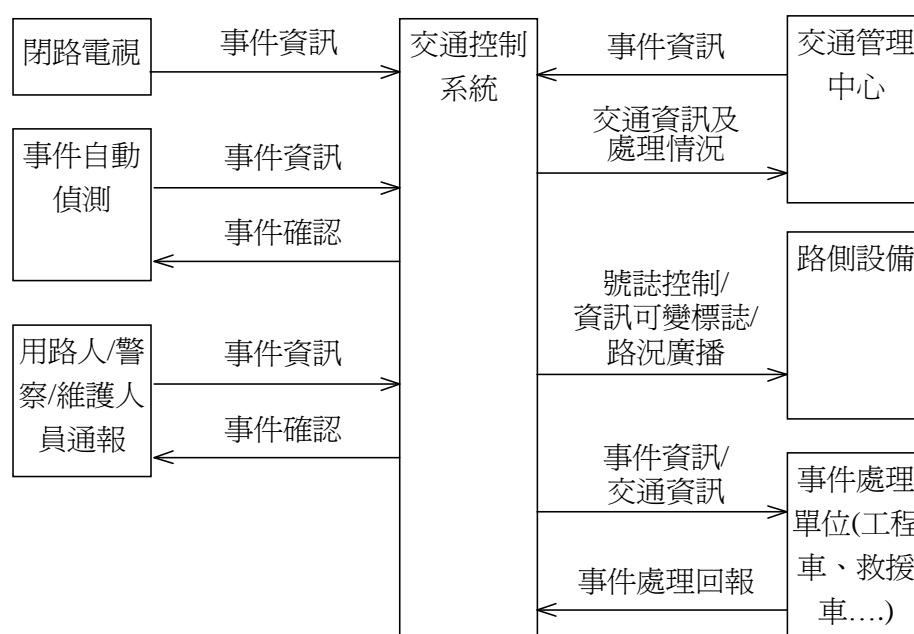 閉路電視
事件資訊
事件自動
偵測
事件資訊
事件確認
用路人/警
察/維護人
員通報
事件資訊
事件確認
交通控制
系統
事件資訊
交通資訊及
處理情況
號誌控制/
資訊可變標誌/
路況廣播
事件資訊/
交通資訊
事件處理回報
交通管理
中心
路側設備
事件處理
單位(工程
車、救援
車....)